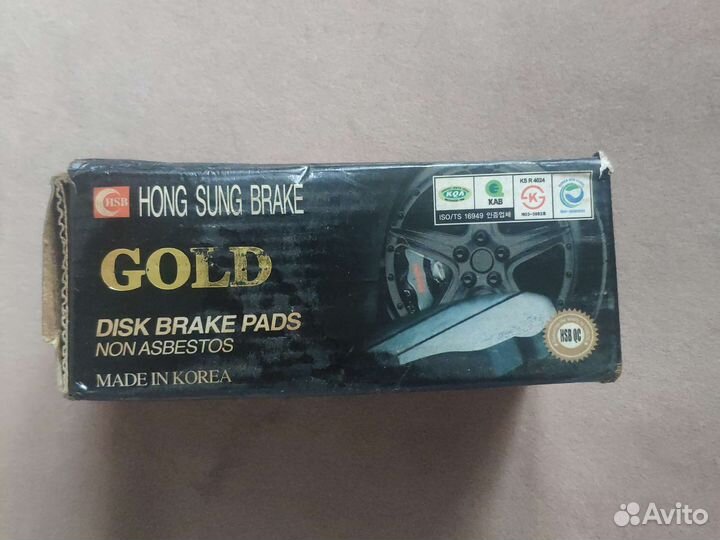 HSB
HONG SUNG BRAKE
GOLD
DISK BRAKE PADS
NON ASBESTOS
MADE IN KOREA
KQA
KAB
ISO/TS 16949 인증업체
KS R 4024
K
HSB QC
Avito